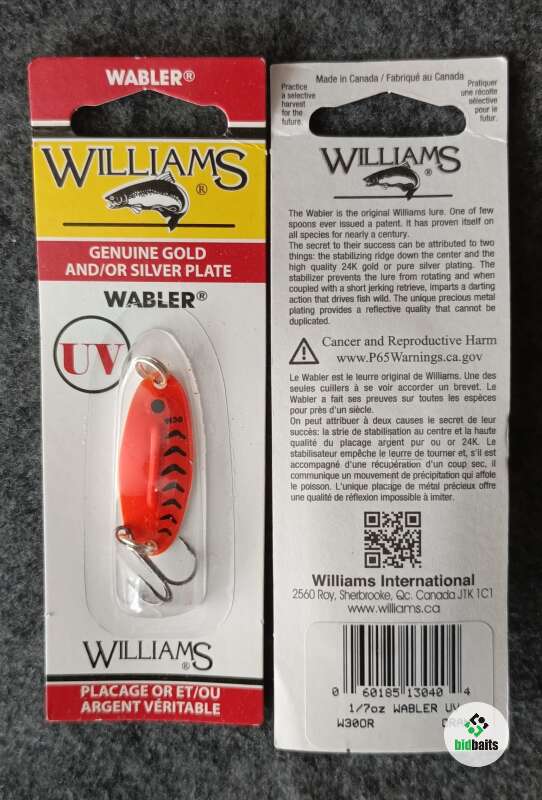 WABLER®
WILLIAMS
®
GENUINE GOLD
AND/OR SILVER PLATE
WABLER®
UV
W30
WILLIAMS
®
PLACAGE OR ET/OU
ARGENT VÉRITABLE
Made in Canada / Fabriqué au Canada
Practice
a selective
harvest
for the
future.
Pratiquer
une récolte
sélective
pour le
futur.
WILLIAMS
®
The Wabler is the original Williams lure. One of few
spoons ever issued a patent. It has proven itself on
all species for nearly a century.
The secret to their success can be attributed to two
things: the stabilizing ridge down the center and the
high quality 24K gold or pure silver plating. The
stabilizer prevents the lure from rotating and when
coupled with a short jerking retrieve, imparts a darting
action that drives fish wild. The unique precious metal
plating provides a reflective quality that cannot be
duplicated.
Cancer and Reproductive Harm
www.P65Warnings.ca.gov
Le Wabler est le leurre original de Williams. Une des
seules cuillers à se voir accorder un brevet. Le
Wabler a fait ses preuves sur toutes les espèces
pour près d'un siècle.
On peut attribuer à deux causes le secret de leur
succès: la strie de stabilisation au centre et la haute
qualité du placage argent pur ou or 24K. Le
stabilisateur empêche le leurre de tourner et, s'il est
accompagné d'une récupération d'un coup sec, il
communique un mouvement de précipitation qui affole
le poisson. L'unique placage de métal précieux offre
une qualité de réflexion impossible à imiter.
Williams International
2560 Roy, Sherbrooke, Qc. Canada J1K 1C1
www.williams.ca
0 60185 13040 4
1/7oz WABLER UV
W30OR
bidbaits